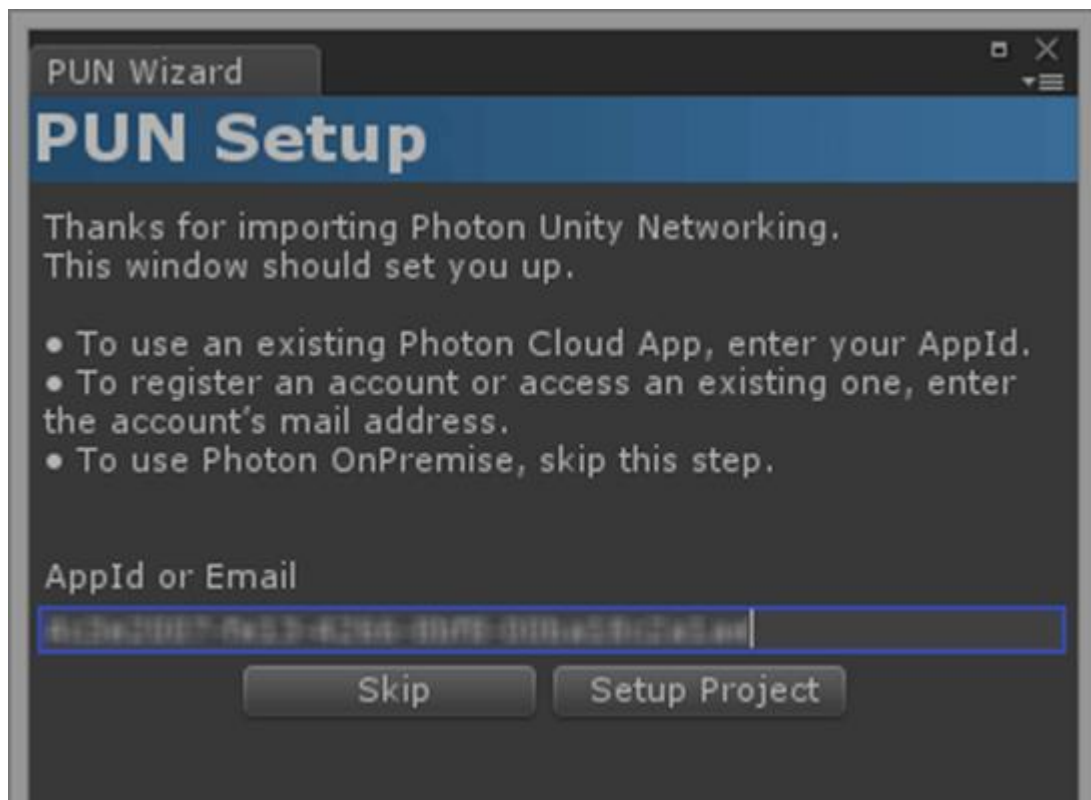 PUN Wizard
PUN Setup
Thanks for importing Photon Unity Networking.
This window should set you up.
● To use an existing Photon Cloud App, enter your AppId.
● To register an account or access an existing one, enter
the account's mail address.
● To use Photon OnPremise, skip this step.
AppId or Email
Skip
Setup Project